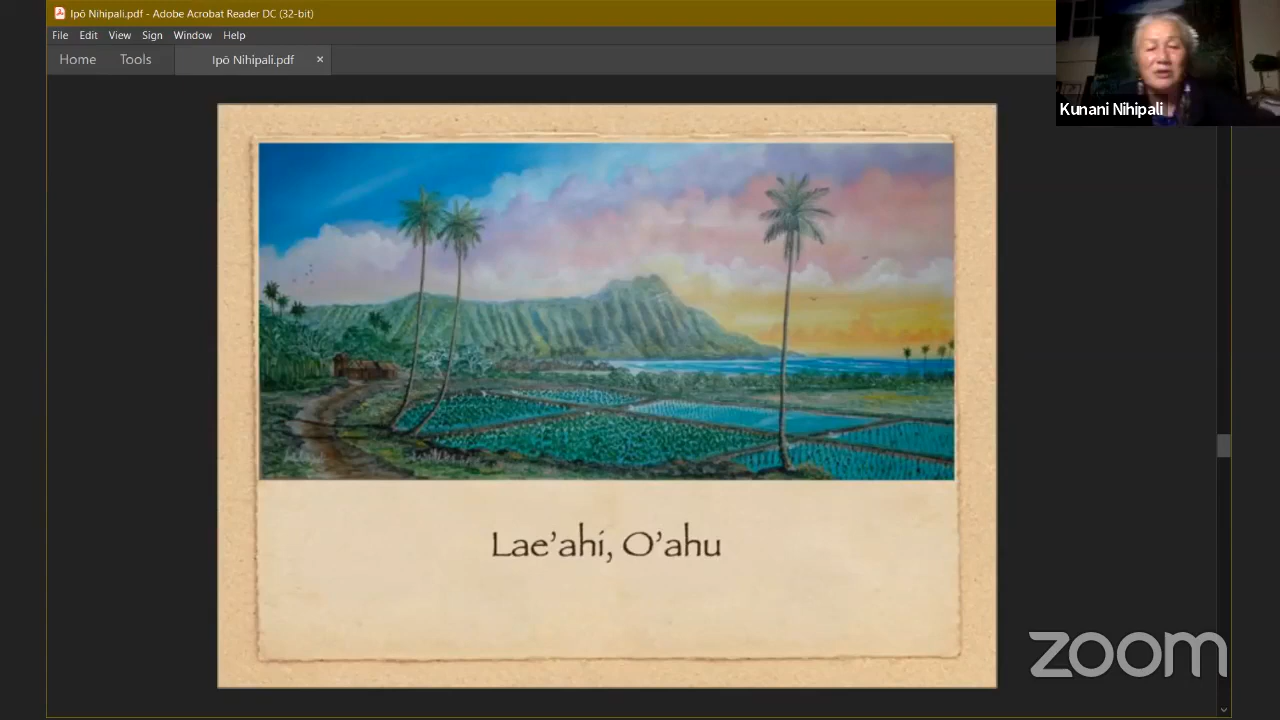 Ipō Nihipali.pdf - Adobe Acrobat Reader DC (32-bit)
File Edit View Sign Window Help
Home Tools Ipō Nihipali.pdf ×
Kunani Nihipali
Lae’ahi, O’ahu
zoom